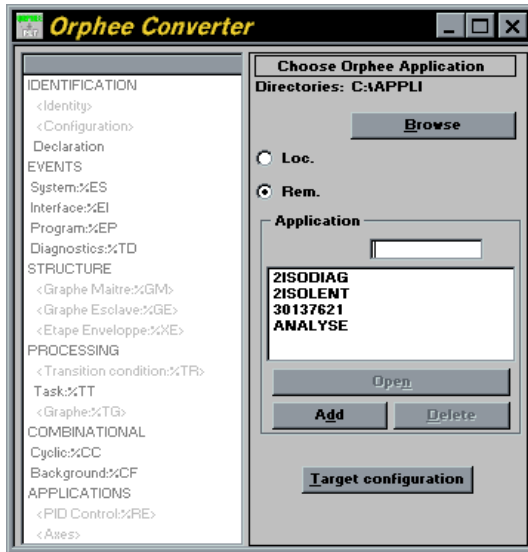 Orphee Converter
IDENTIFICATION
<Identity>
<Configuration>
Declaration
EVENTS
System:%ES
Interface:%EI
Program:%EP
Diagnostics:%TD
STRUCTURE
<Graphe Maitre:%GM>
<Graphe Esclave:%GE>
<Etape Enveloppe:%XE>
PROCESSING
<Transition condition:%TR>
Task:%TT
<Graphe:%TG>
COMBINATIONAL
Cyclic:%CC
Background:%CF
APPLICATIONS
<PID Control:%RE>
<Axes>
Choose Orphee Application
Directories: C:\APPLI
Browse
Loc.
Rem.
Application
2ISODIAG
2ISOLENT
30137621
ANALYSE
Open
Add
Delete
Target configuration